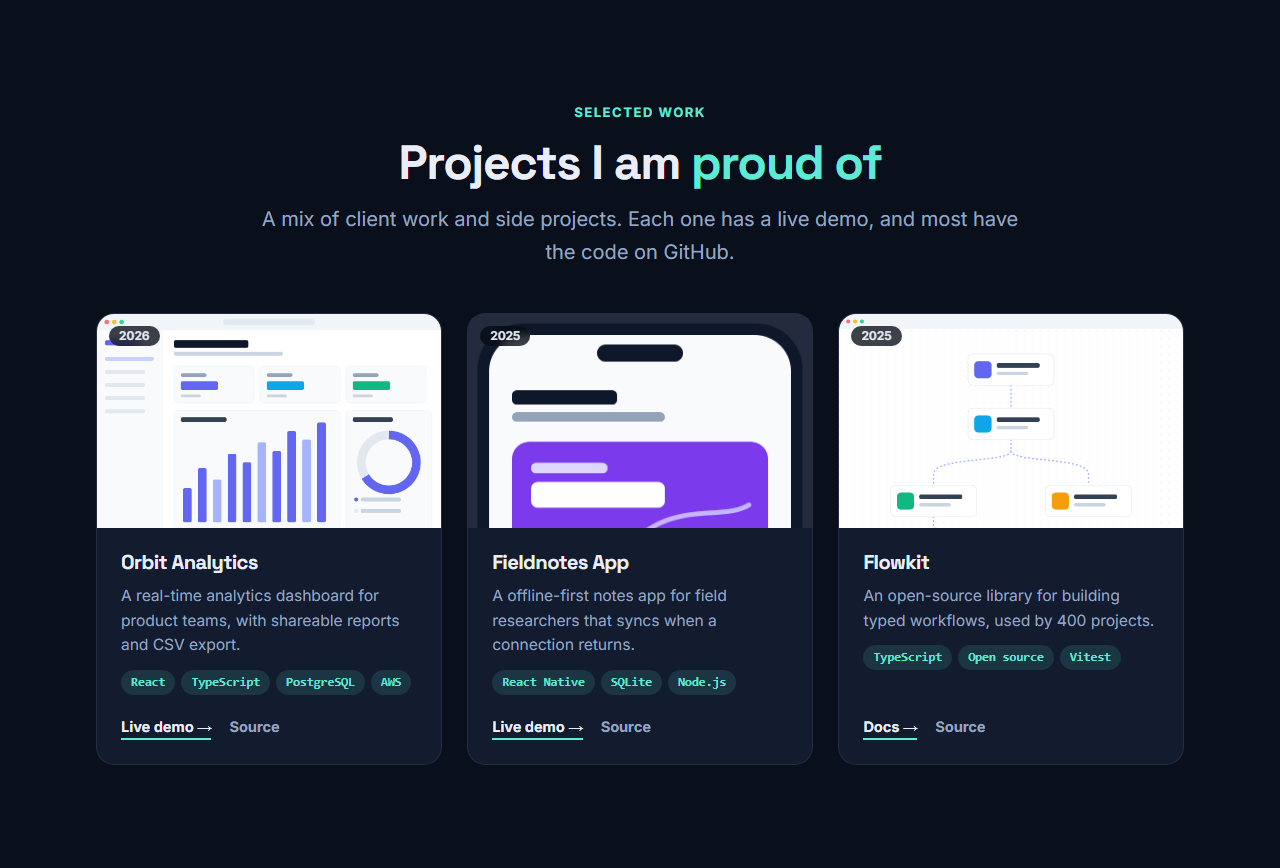 SELECTED WORK
Projects I am proud of
A mix of client work and side projects. Each one has a live demo, and most have
the code on GitHub.
2026
Orbit Analytics
A real-time analytics dashboard for
product teams, with shareable reports
and CSV export.
React TypeScript PostgreSQL AWS
Live demo → Source
2025
Fieldnotes App
A offline-first notes app for field
researchers that syncs when a
connection returns.
React Native SQLite Node.js
Live demo → Source
2025
Flowkit
An open-source library for building
typed workflows, used by 400 projects.
TypeScript Open source Vitest
Docs → Source